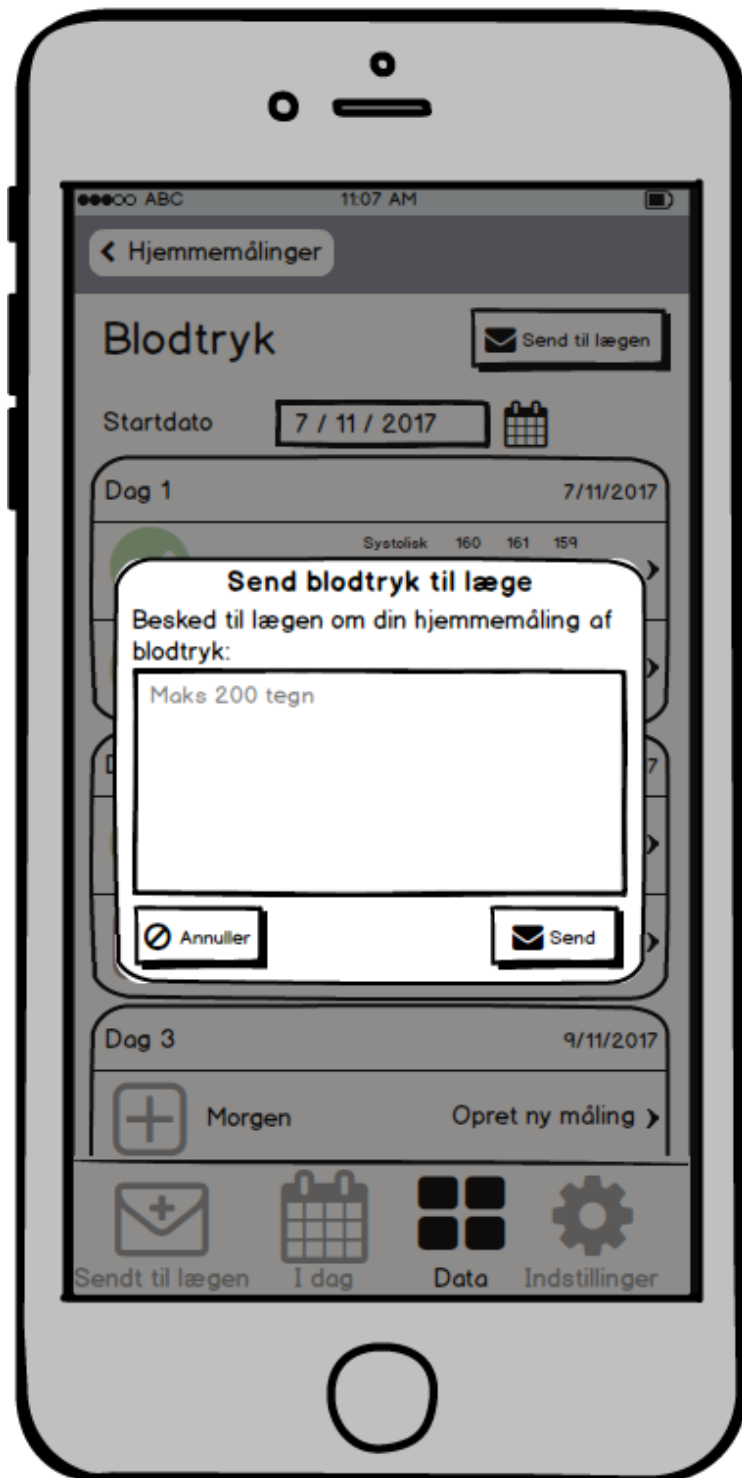 ABC 11:07 AM
Hjemmemålinger
Blodtryk
Send til lægen
Startdato 7 / 11 / 2017
Dag 1 7/11/2017
Systolisk 160 161 159
Send blodtryk til læge
Besked til lægen om din hjemmemåling af
blodtryk:
Maks 200 tegn
7
Annuller Send
Dag 3 9/11/2017
Morgen Opret ny måling
Sendt til lægen I dag Data Indstillinger